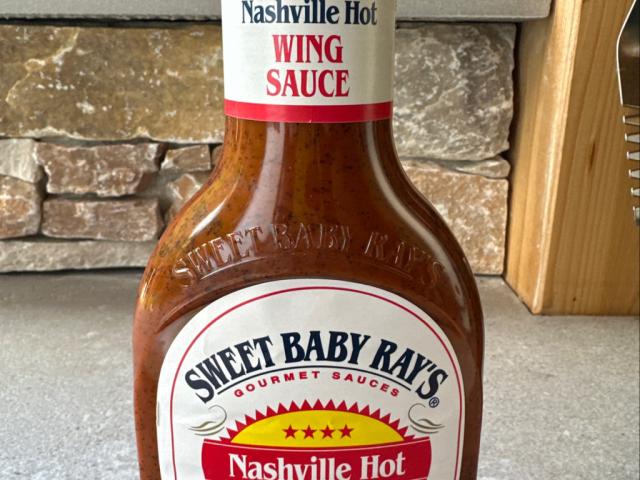 Nashville Hot
WING
SAUCE
SWEET BABY RAY'S
SWEET BABY RAY'S®
GOURMET SAUCES
Nashville Hot